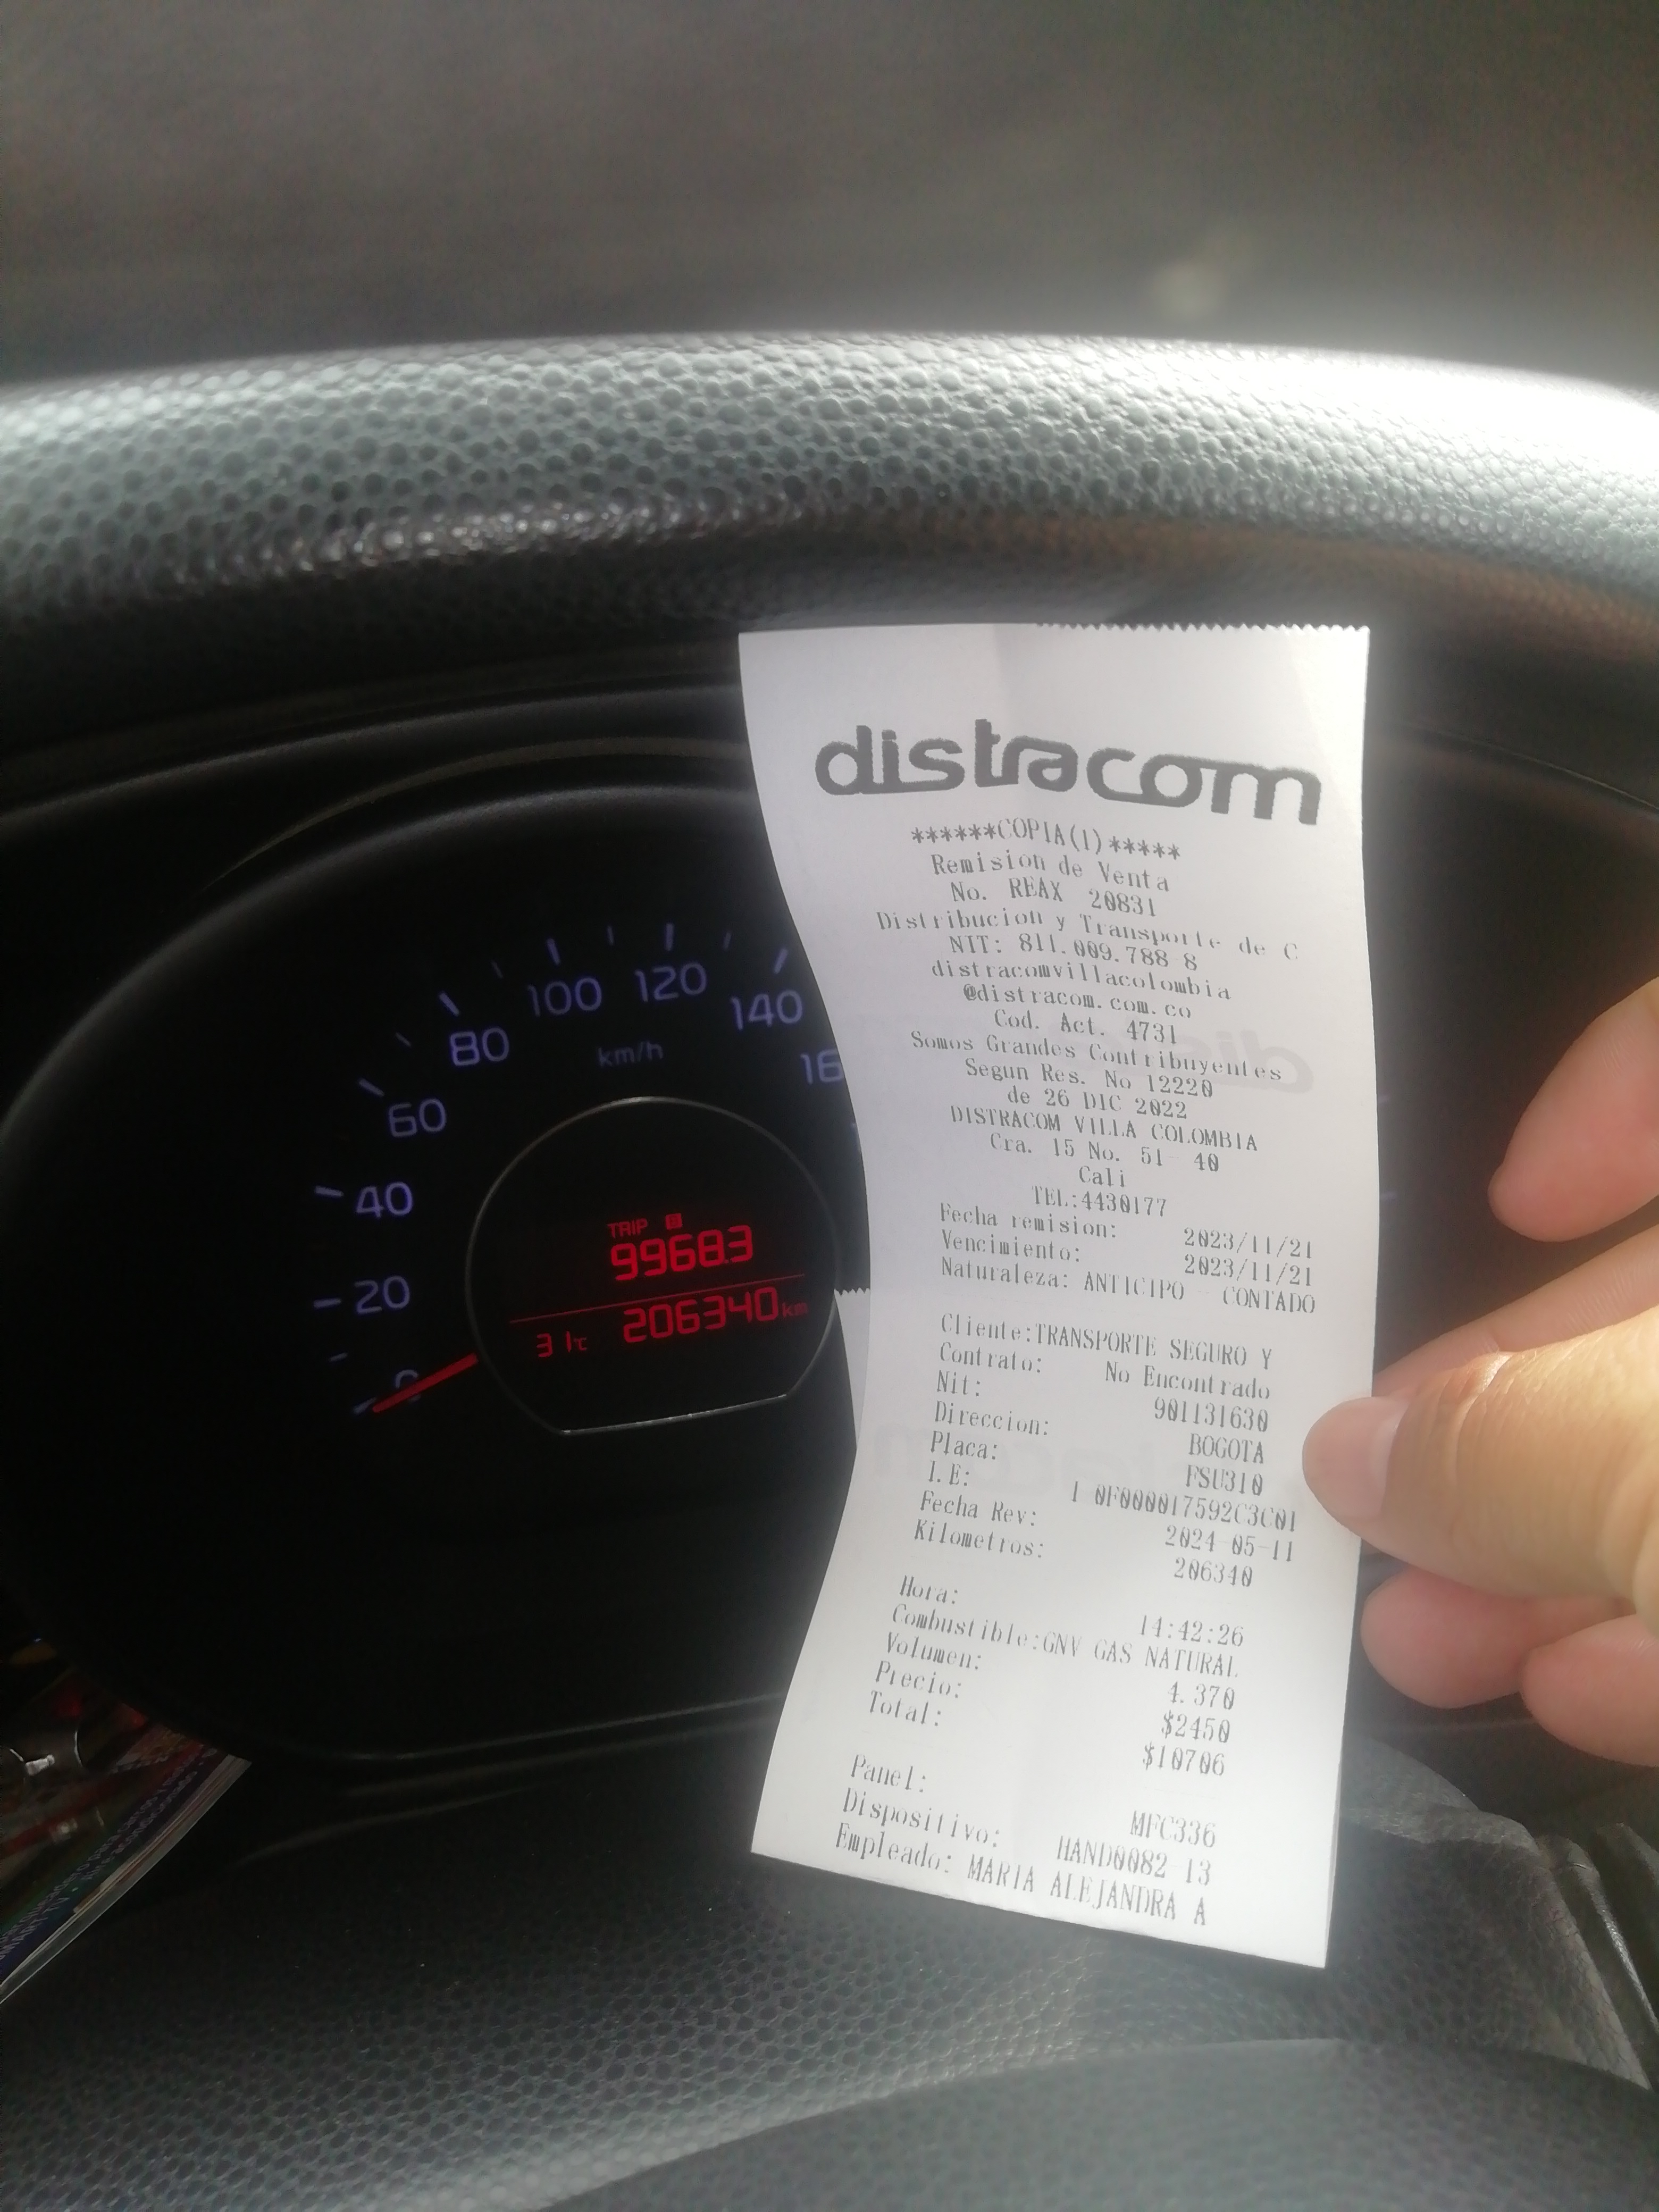 distracom
******COPIA(1)*****
Remision de Venta
No. REAX 20831
Distribucion y Transporte de C
NIT: 811.009.788 8
distracomvillacolombia
@distracom.com.co
Cod. Act. 4731
Somos Grandes Contribuyentes
Segun Res. No 12220
de 26 DIC 2022
DISTRACOM VILLA COLOMBIA
Cra. 15 No. 51- 40
Cali
TEL:4430177
Fecha remision: 2023/11/21
Vencimiento: 2023/11/21
Naturaleza: ANTICIPO - CONTADO
Cliente:TRANSPORTE SEGURO Y
Contrato: No Encontrado
Nit: 901131630
Direccion: BOGOTA
Placa: FSU310
I.E: 1 0F000017592C3C01
Fecha Rev: 2024-05-11
Kilometros: 206340
Hora: 14:42:26
Combustible:GNV GAS NATURAL
Volumen: 4.370
Precio: $2450
Total: $10706
Panel: MFC336
Dispositivo: HAND0082 13
Empleado: MARIA ALEJANDRA A
0
20
40
60
80
100
120
140
16
km/h
TRIP B
9968.3
31°C 206340 km